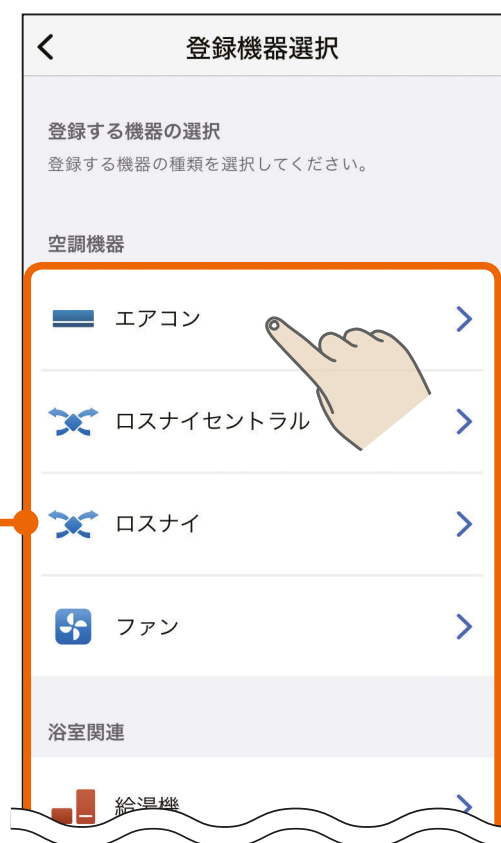 登録機器選択
登録する機器の選択
登録する機器の種類を選択してください。
空調機器
エアコン
ロスナイセントラル
ロスナイ
ファン
浴室関連
給湯機